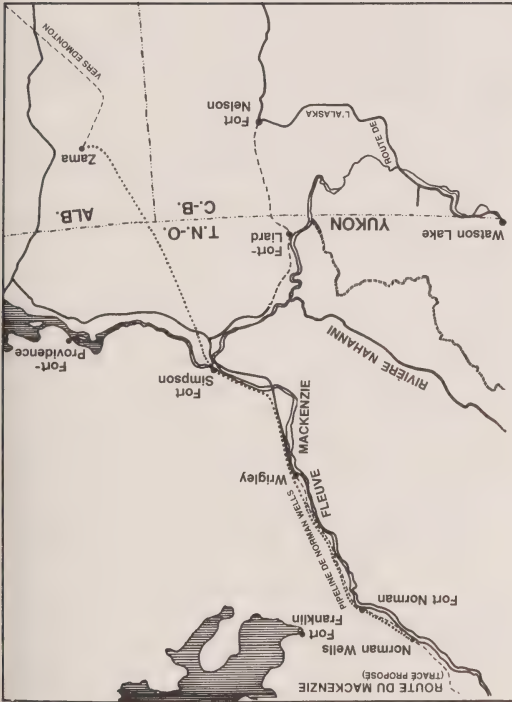 ROUTE DU MACKENZIE
(TRACÉ PROPOSÉ)
Norman Wells
Fort
Franklin
Fort Norman
PIPELINE DE NORMAN WELLS
FLEUVE
MACKENZIE
Wrigley
Fort
Simpson
Fort-
Providence
RIVIÈRE NAHANNI
Watson Lake
YUKON
Fort-
Liard
T.N.-O.
C.-B.
ALB.
ROUTE DE
L'ALASKA
Fort
Nelson
Zama
VERS EDMONTON